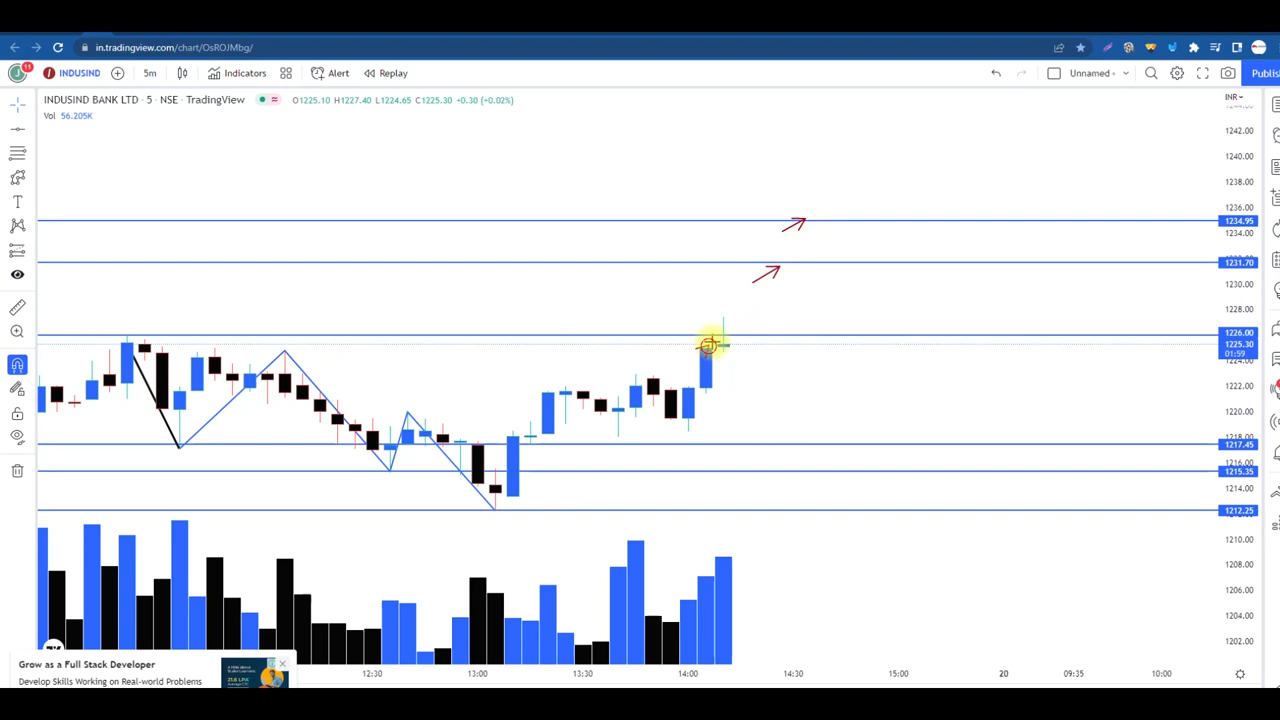 in.tradingview.com/chart/OsROJMbg/
11
INDUSIND
5m
Indicators
Alert
Replay
Unnamed
Publis
INDUSIND BANK LTD · 5 · NSE · TradingView
O1225.10 H1227.40 L1224.65 C1225.30 +0.30 (+0.02%)
INR
Vol 56.205K
1242.00
1240.00
1238.00
1236.00
1234.95
1234.00
1231.70
1230.00
1228.00
1226.00
1225.30
01:59
1224.00
1222.00
1220.00
1218.00
1217.45
1216.00
1215.35
1214.00
1212.25
1210.00
1208.00
1206.00
1204.00
1202.00
12:30
13:00
13:30
14:00
14:30
15:00
20
09:35
10:00
Grow as a Full Stack Developer
Develop Skills Working on Real-world Problems